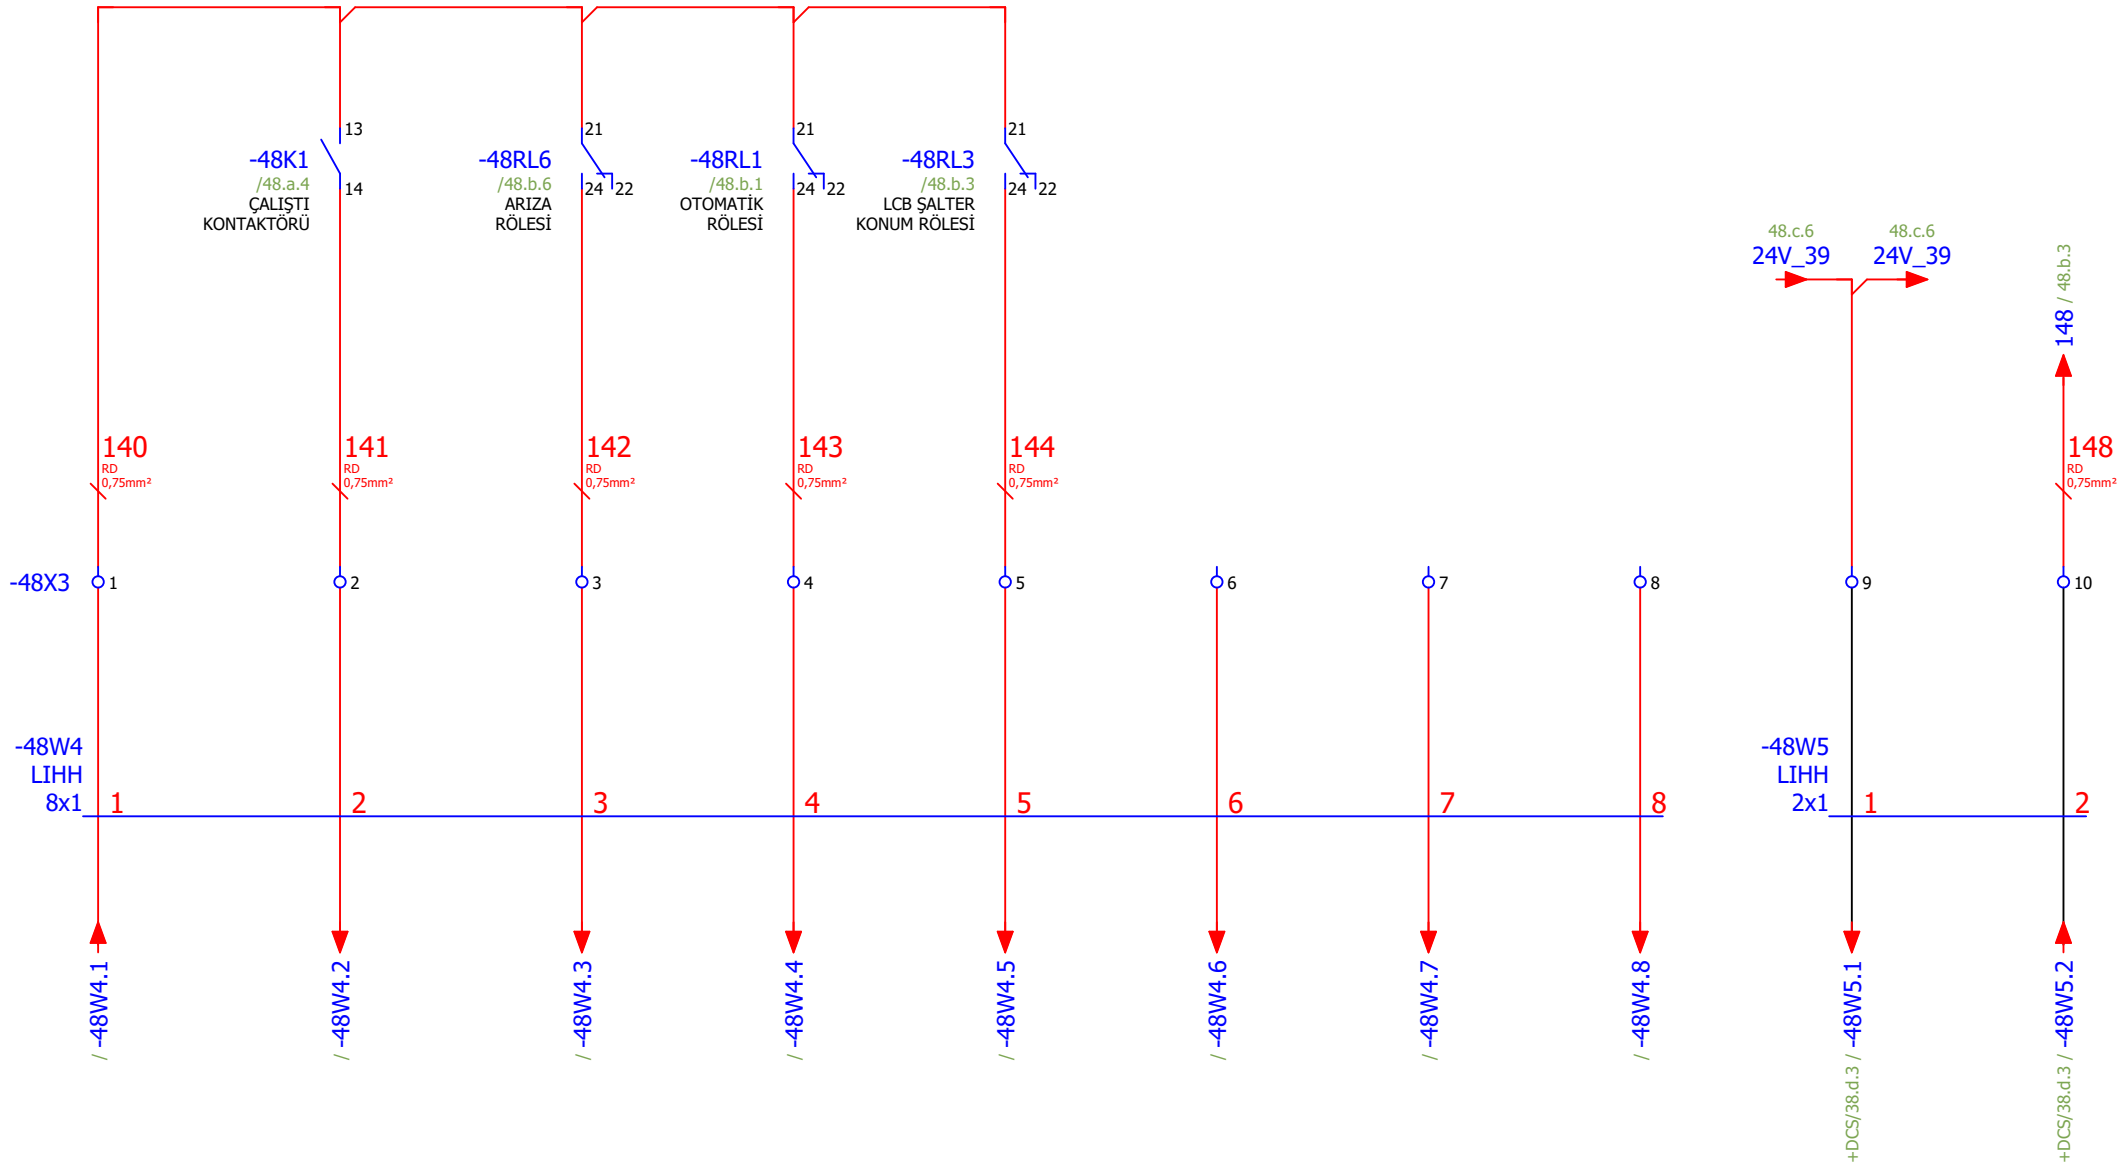 13
-48K1
/48.a.4
14
ÇALIŞTI
KONTAKTÖRÜ
21
-48RL6
/48.b.6
24 22
ARIZA
RÖLESİ
21
-48RL1
/48.b.1
24 22
OTOMATİK
RÖLESİ
21
-48RL3
/48.b.3
24 22
LCB ŞALTER
KONUM RÖLESİ
48.c.6
24V_39
48.c.6
24V_39
148 / 48.b.3
140
RD
0,75mm²
141
RD
0,75mm²
142
RD
0,75mm²
143
RD
0,75mm²
144
RD
0,75mm²
148
RD
0,75mm²
-48X3 1 2 3 4 5 6 7 8 9 10
-48W4
LIHH
8x1 1 2 3 4 5 6 7 8
-48W5
LIHH
2x1 1 2
/ -48W4.1
/ -48W4.2
/ -48W4.3
/ -48W4.4
/ -48W4.5
/ -48W4.6
/ -48W4.7
/ -48W4.8
+DCS/38.d.3 / -48W5.1
+DCS/38.d.3 / -48W5.2